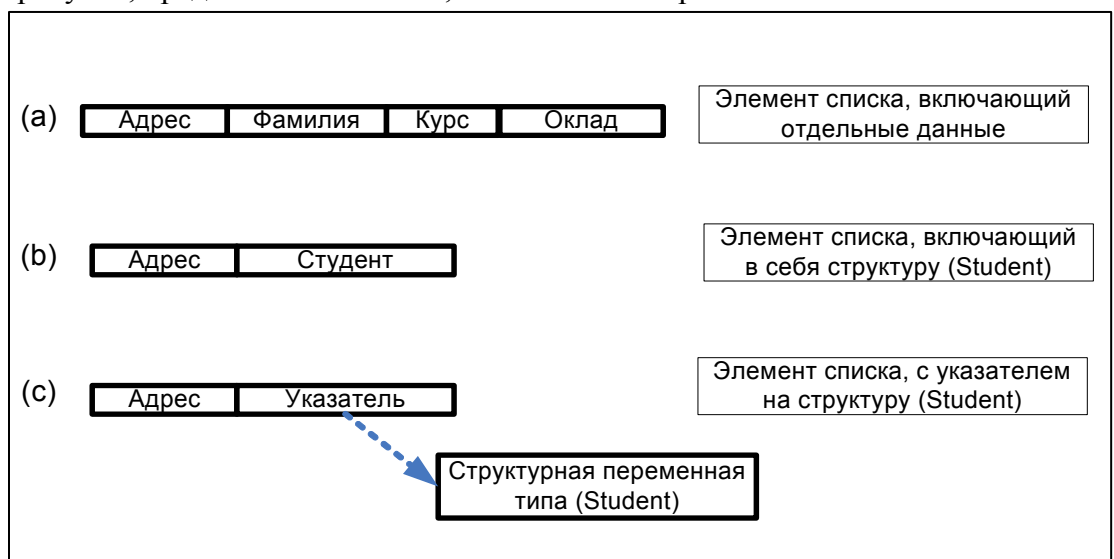 (a)
Адрес Фамилия Курс Оклад
Элемент списка, включающий
отдельные данные
(b)
Адрес Студент
Элемент списка, включающий
в себя структуру (Student)
(c)
Адрес Указатель
Элемент списка, с указателем
на структуру (Student)
Структурная переменная
типа (Student)